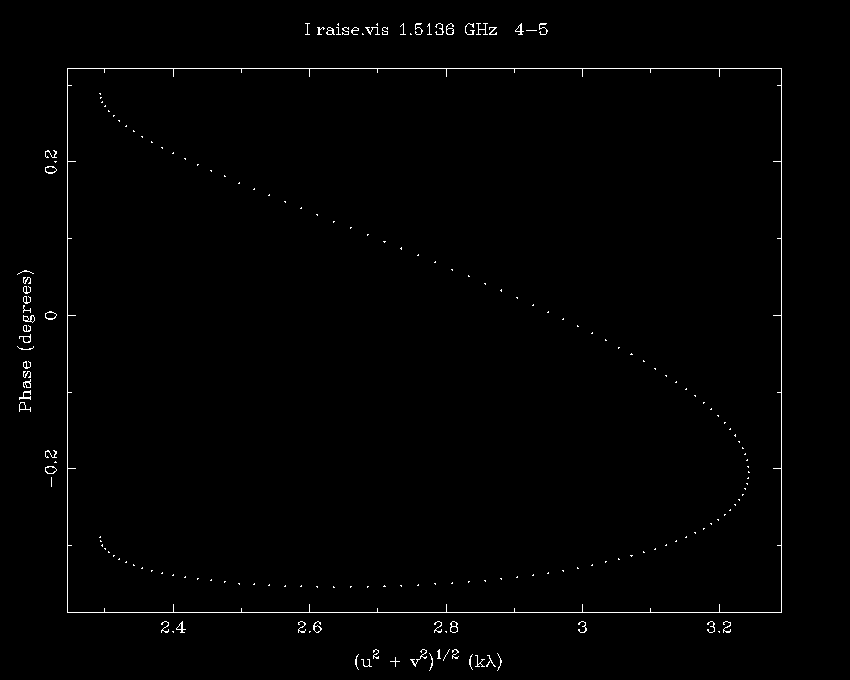 I raise.vis 1.5136 GHz 4−5
0.2
0
−0.2
Phase (degrees)
2.4 2.6 2.8 3 3.2
(u² + v²)^1/2 (kλ)